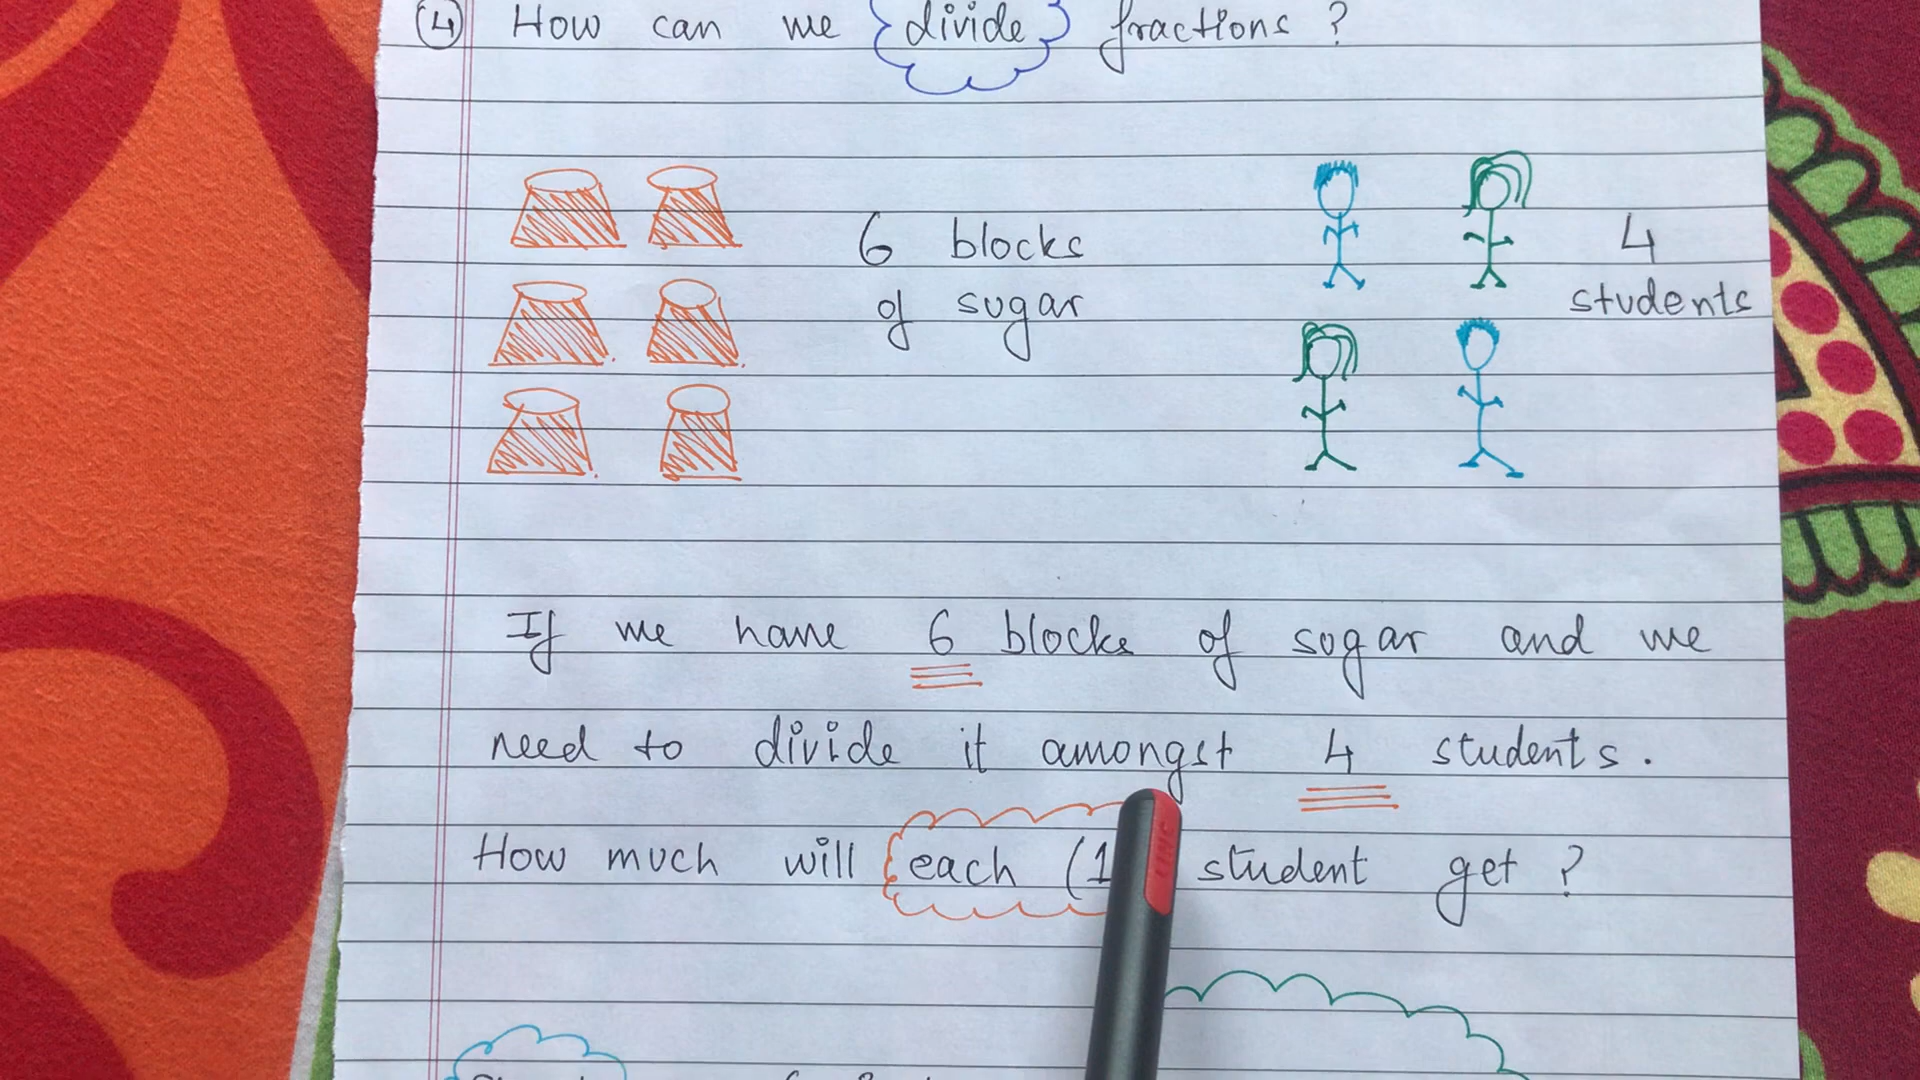 4 How can we divide fractions ?
6 blocks
of sugar
4
students
If we have 6 blocks of sugar and we
need to divide it amongst 4 students.
How much will each (1 student get ?